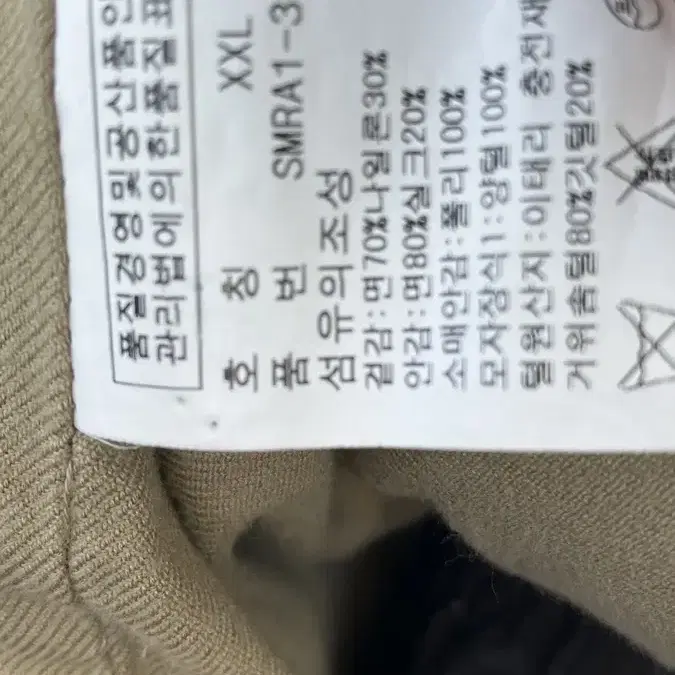 품질경영및공산품안
관리법에의한품질표
호 칭 XXL
품 번 SMRA1-3
섬 유 의 조 성
겉감:면70%나일론30%
안감:면80%실크20%
소매안감:폴리100%
모자장식1:양털100%
털원산지:이태리 충전재
거위솜털80%깃털20%